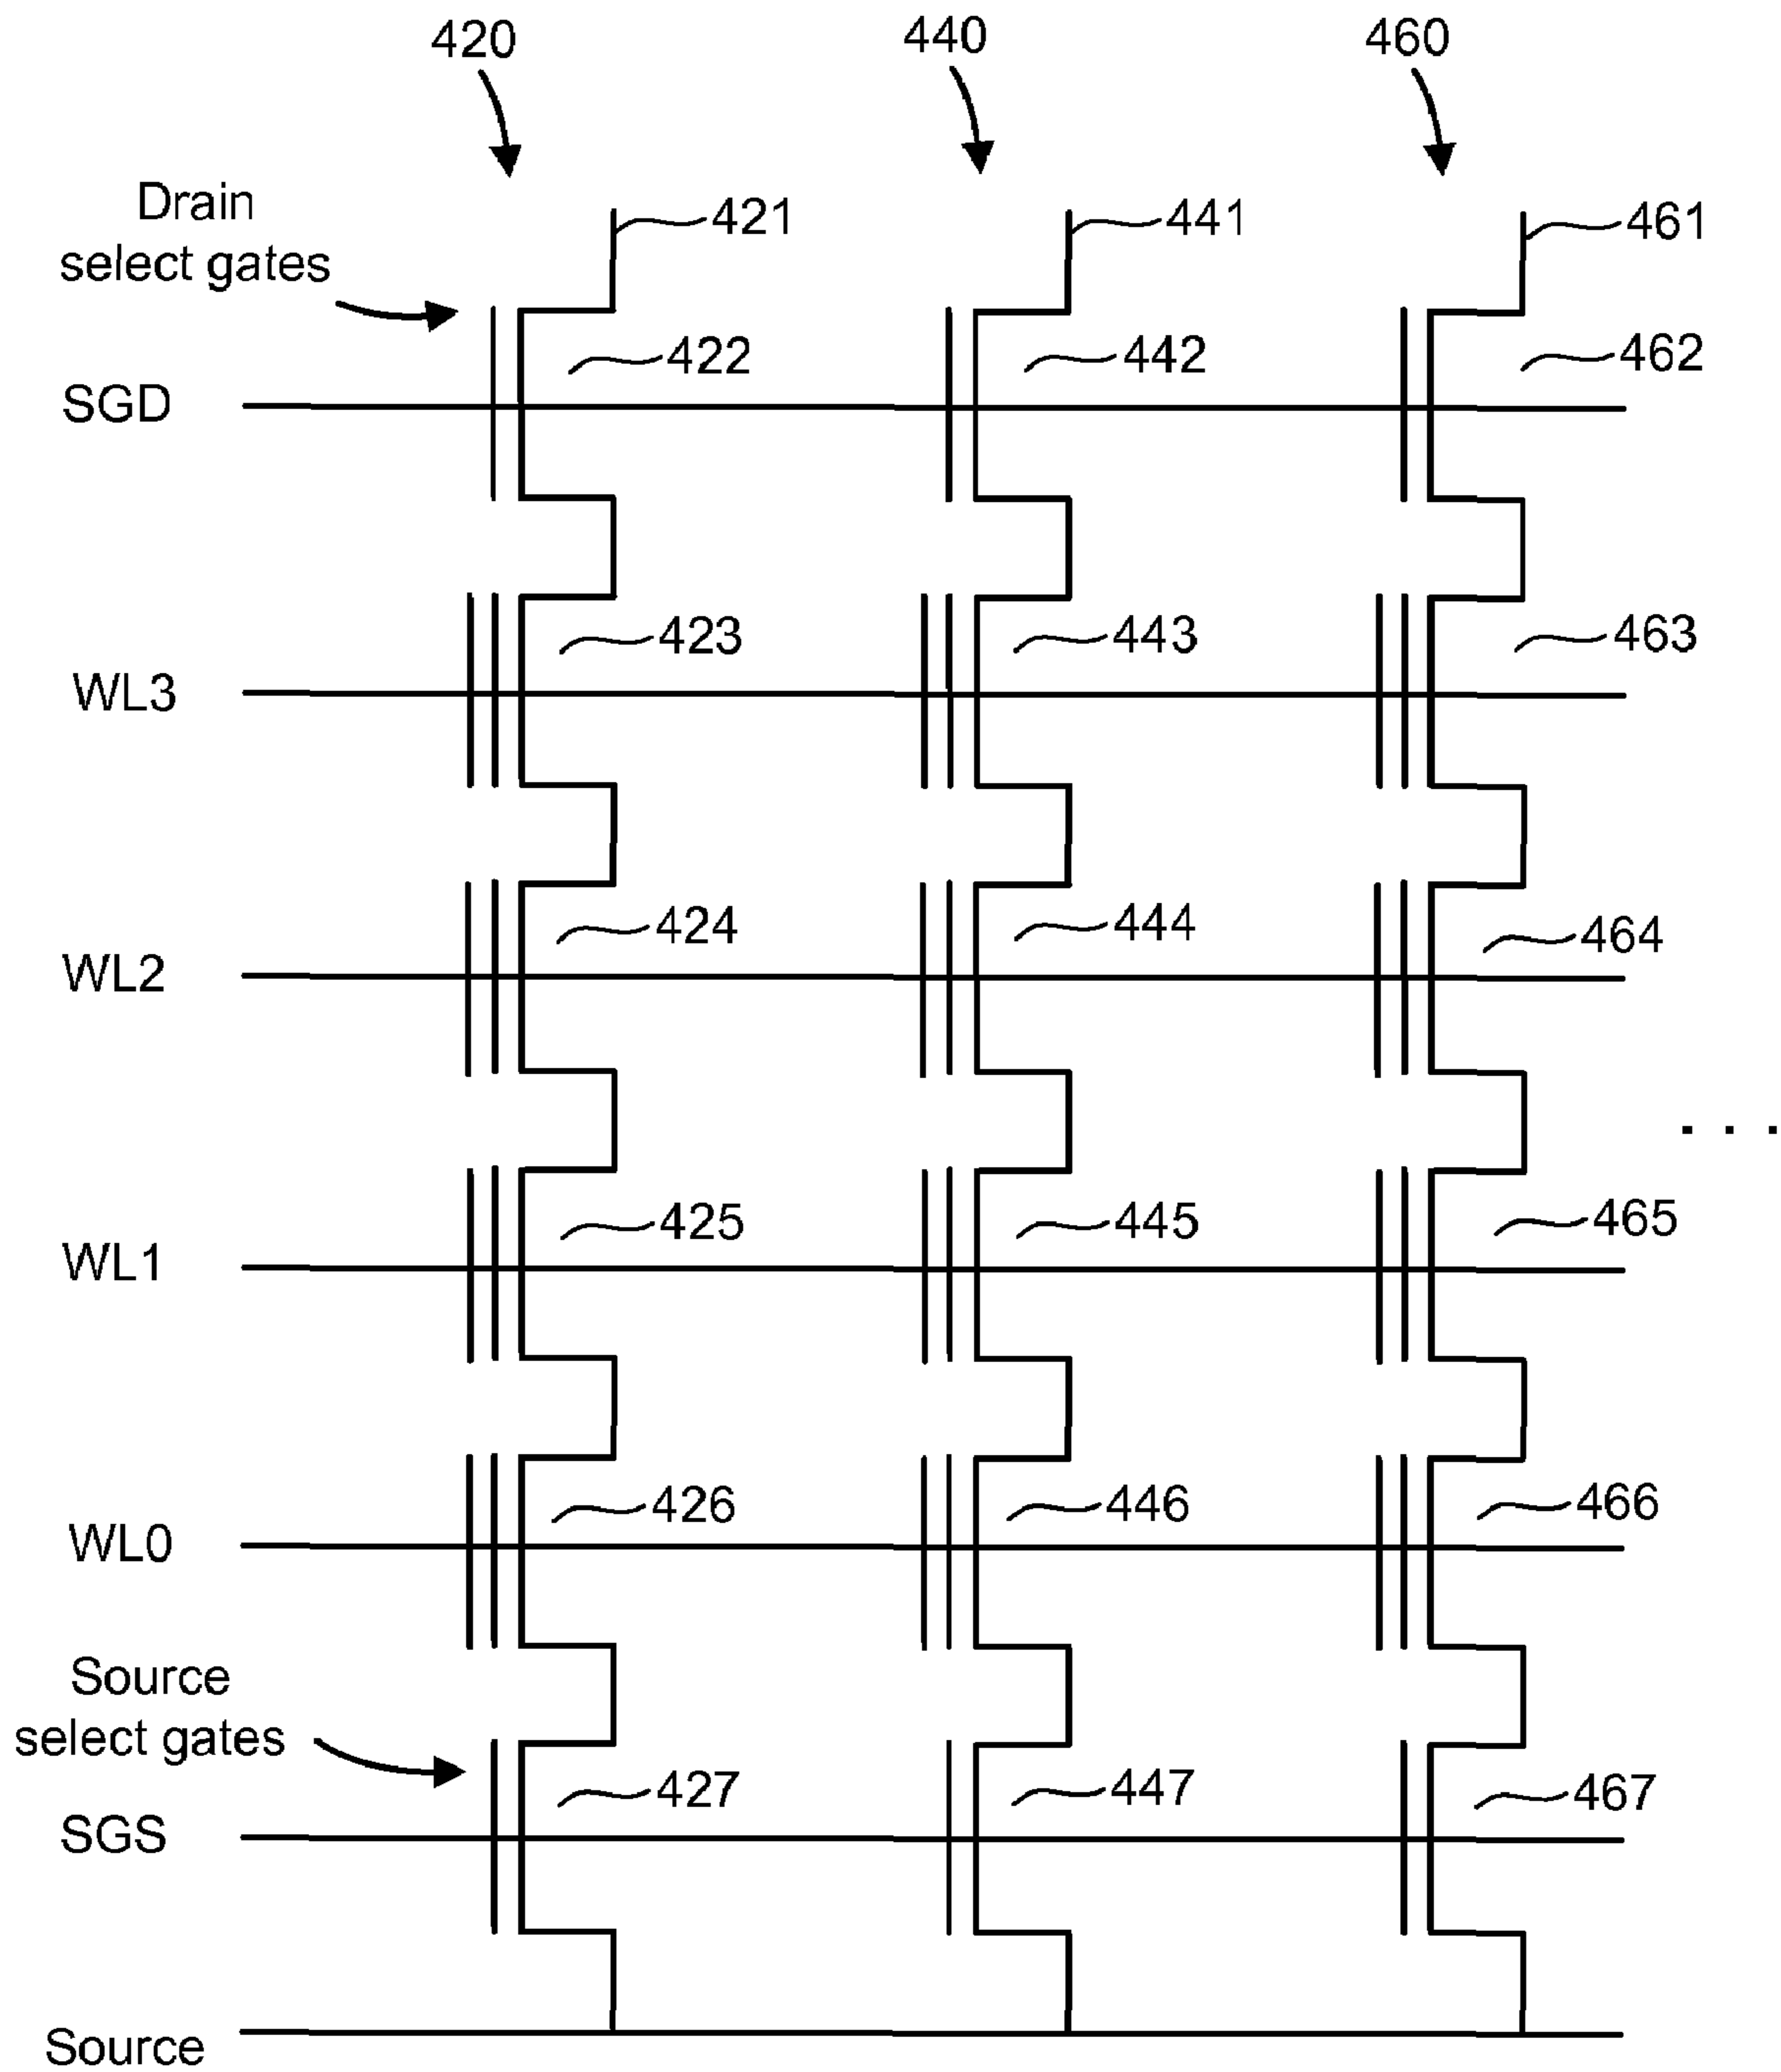 420 440 460
Drain
select gates
421 441 461
422 442 462
SGD
423 443 463
WL3
424 444 464
WL2
. . .
425 445 465
WL1
426 446 466
WL0
Source
select gates
427 447 467
SGS
Source